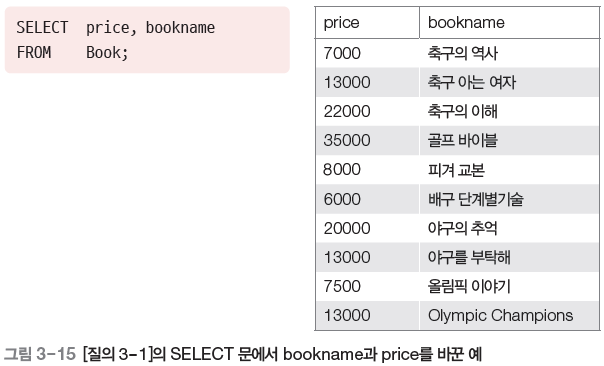 SELECT price, bookname
FROM Book;
price bookname
7000 축구의 역사
13000 축구 아는 여자
22000 축구의 이해
35000 골프 바이블
8000 피겨 교본
6000 배구 단계별기술
20000 야구의 추억
13000 야구를 부탁해
7500 올림픽 이야기
13000 Olympic Champions
그림 3-15 [질의 3-1]의 SELECT 문에서 bookname과 price를 바꾼 예